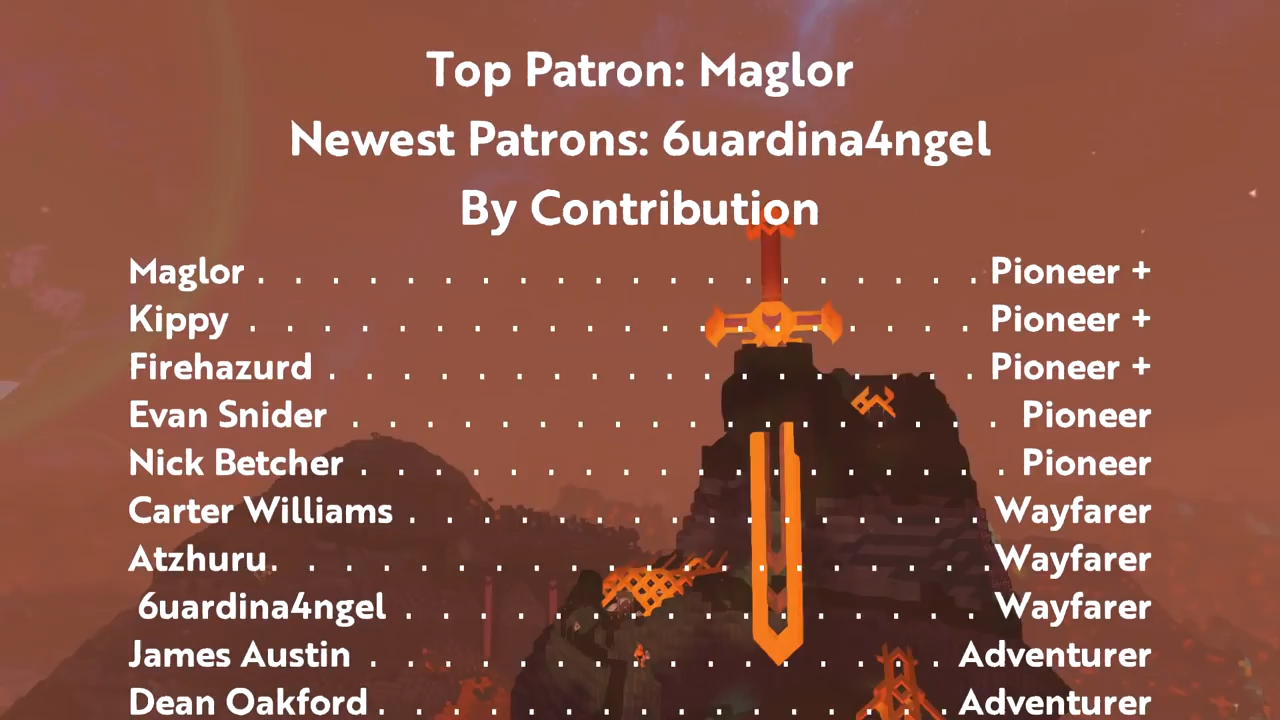 Top Patron: Maglor
Newest Patrons: 6uardina4ngel
By Contribution
Maglor . . . . . . . . . . . . . . . . . . . . Pioneer +
Kippy . . . . . . . . . . . . . . . . . . . . Pioneer +
Firehazurd . . . . . . . . . . . . . . . . . . Pioneer +
Evan Snider . . . . . . . . . . . . . . . . . . Pioneer
Nick Betcher . . . . . . . . . . . . . . . . . . Pioneer
Carter Williams . . . . . . . . . . . . . . . . Wayfarer
Atzhuru. . . . . . . . . . . . . . . . . . . . Wayfarer
6uardina4ngel . . . . . . . . . . . . . . . . Wayfarer
James Austin . . . . . . . . . . . . . . . . Adventurer
Dean Oakford . . . . . . . . . . . . . . . . Adventurer